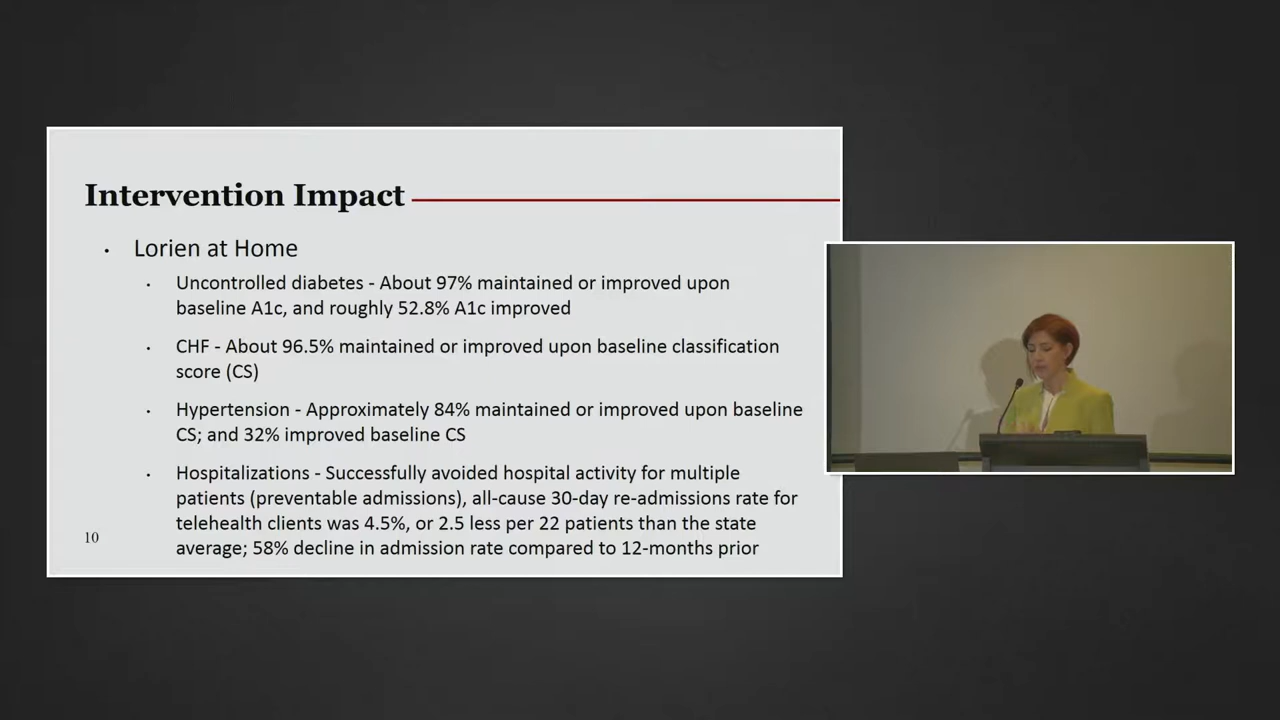 Intervention Impact
• Lorien at Home
• Uncontrolled diabetes - About 97% maintained or improved upon
baseline A1c, and roughly 52.8% A1c improved
• CHF - About 96.5% maintained or improved upon baseline classification
score (CS)
• Hypertension - Approximately 84% maintained or improved upon baseline
CS; and 32% improved baseline CS
• Hospitalizations - Successfully avoided hospital activity for multiple
patients (preventable admissions), all-cause 30-day re-admissions rate for
telehealth clients was 4.5%, or 2.5 less per 22 patients than the state
average; 58% decline in admission rate compared to 12-months prior
10